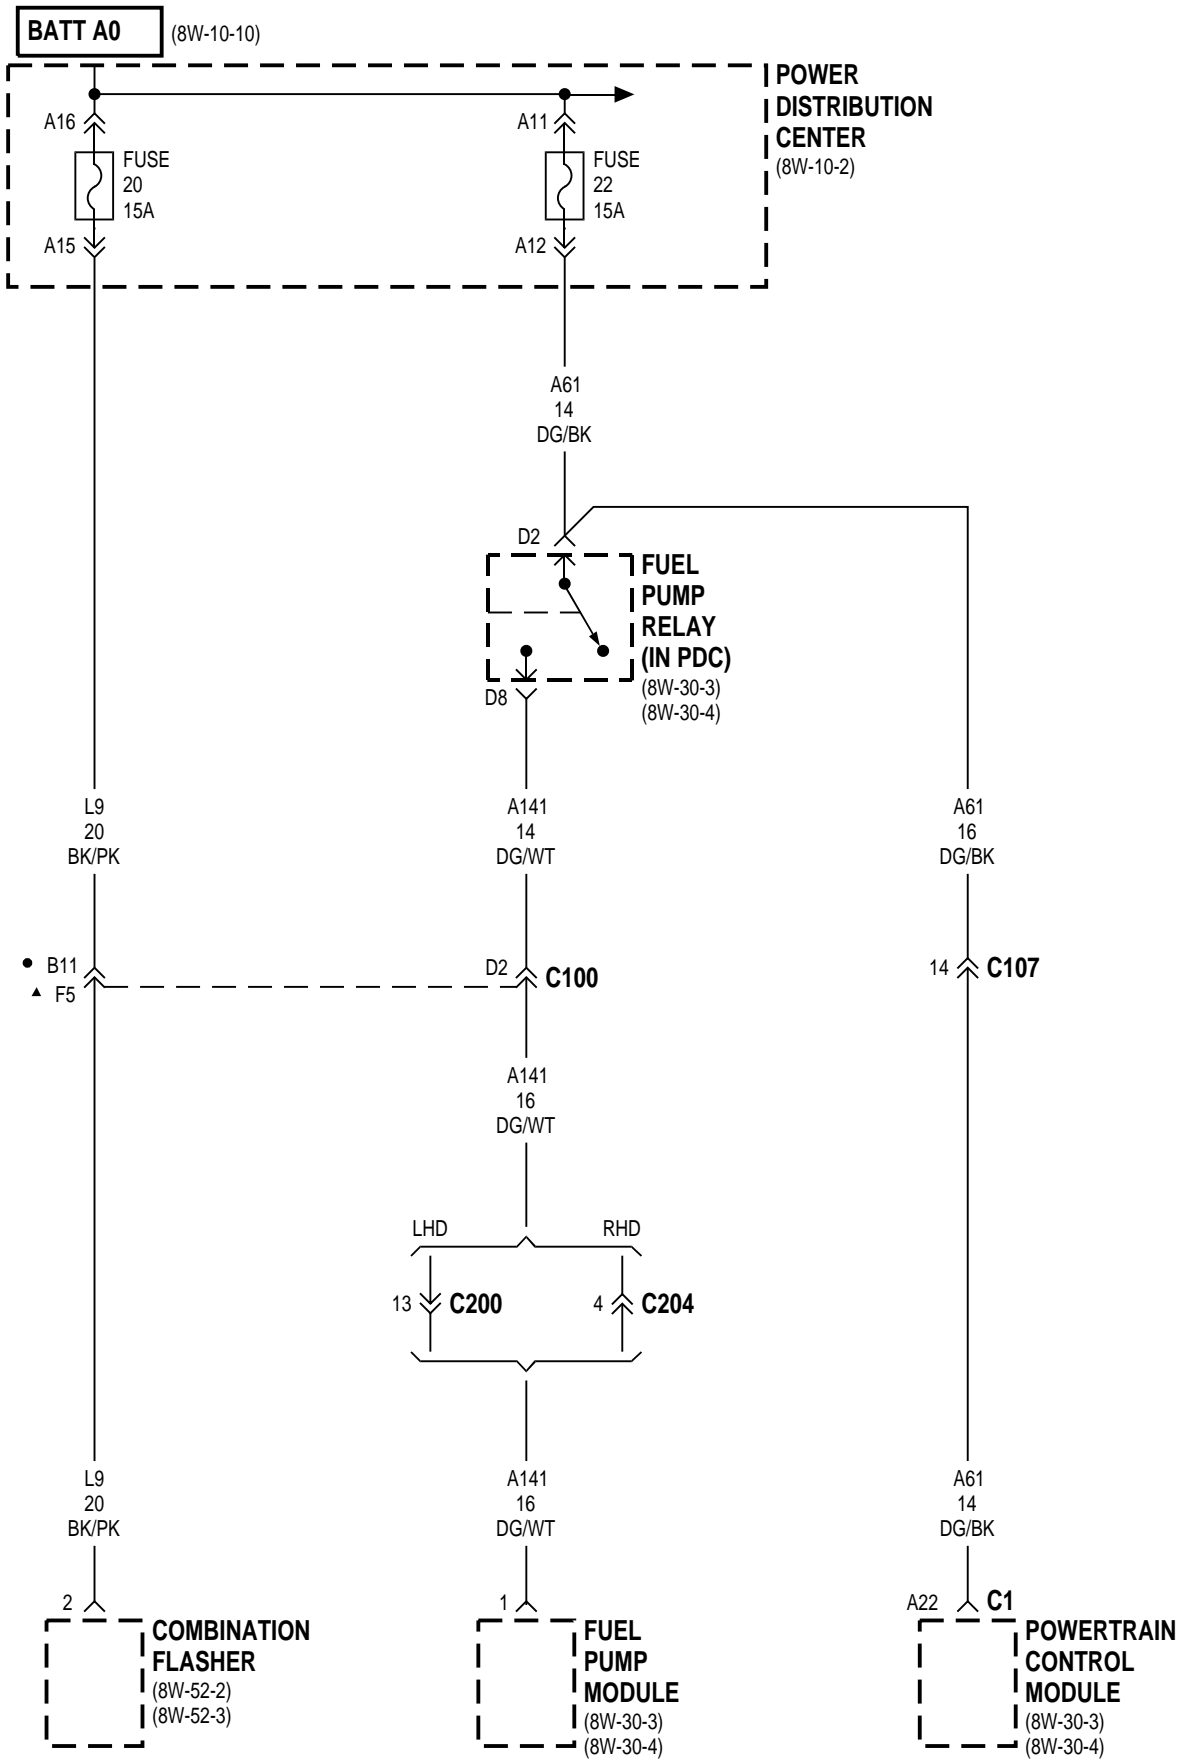 BATT A0 (8W-10-10)
POWER
DISTRIBUTION
CENTER
(8W-10-2)
A16
FUSE
20
15A
A15
A11
FUSE
22
15A
A12
A61
14
DG/BK
D2
FUEL
PUMP
RELAY
(IN PDC)
(8W-30-3)
(8W-30-4)
D8
L9
20
BK/PK
A141
14
DG/WT
A61
16
DG/BK
● B11
▲ F5
D2 C100
14 C107
A141
16
DG/WT
LHD RHD
13 C200
4 C204
L9
20
BK/PK
A141
16
DG/WT
A61
14
DG/BK
2
COMBINATION
FLASHER
(8W-52-2)
(8W-52-3)
1
FUEL
PUMP
MODULE
(8W-30-3)
(8W-30-4)
A22 C1
POWERTRAIN
CONTROL
MODULE
(8W-30-3)
(8W-30-4)